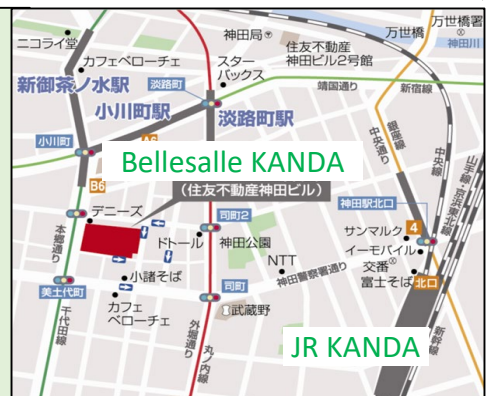 ニコライ堂
カフェベローチェ
新御茶ノ水駅
小川町駅
淡路町
淡路町駅
スター
バックス
神田局
住友不動産
神田ビル2号館
万世橋
万世橋署
神田川
靖国通り
新宿線
小川町
A6
B6
Bellesalle KANDA
(住友不動産神田ビル)
デニーズ
本郷通り
美土代町
千代田線
小諸そば
カフェ
ベローチェ
ドトール
司町2
神田公園
司町
武蔵野
外堀通り
丸ノ内線
NTT
神田警察署通り
銀座線
中央通り
中央線
山手線・京浜東北線
神田駅北口
4
サンマルク
イーモバイル
交番
富士そば
北口
新幹線
JR KANDA